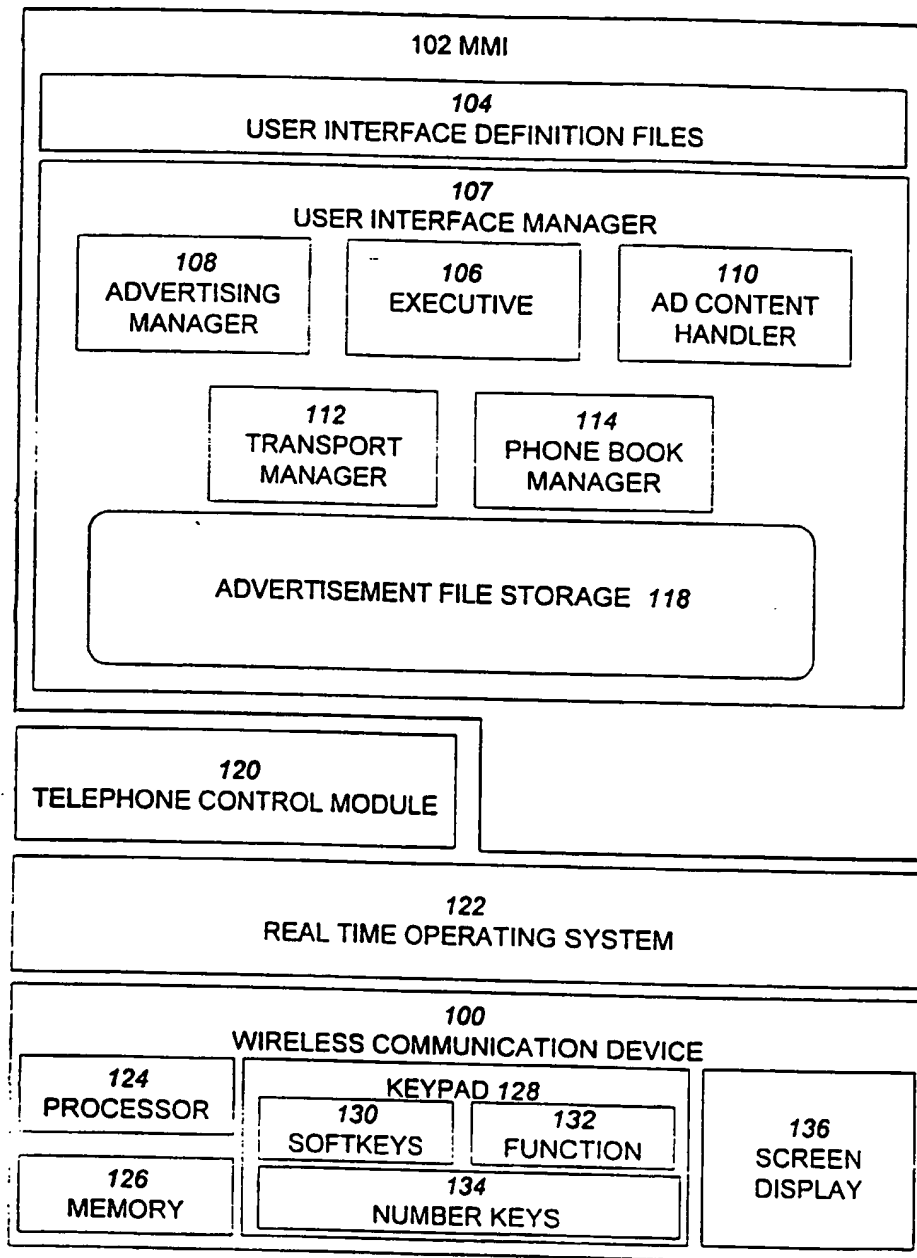 102 MMI
104
USER INTERFACE DEFINITION FILES
107
USER INTERFACE MANAGER
108
ADVERTISING
MANAGER
106
EXECUTIVE
110
AD CONTENT
HANDLER
112
TRANSPORT
MANAGER
114
PHONE BOOK
MANAGER
ADVERTISEMENT FILE STORAGE 118
120
TELEPHONE CONTROL MODULE
122
REAL TIME OPERATING SYSTEM
100
WIRELESS COMMUNICATION DEVICE
124
PROCESSOR
126
MEMORY
KEYPAD 128
130
SOFTKEYS
132
FUNCTION
134
NUMBER KEYS
136
SCREEN
DISPLAY